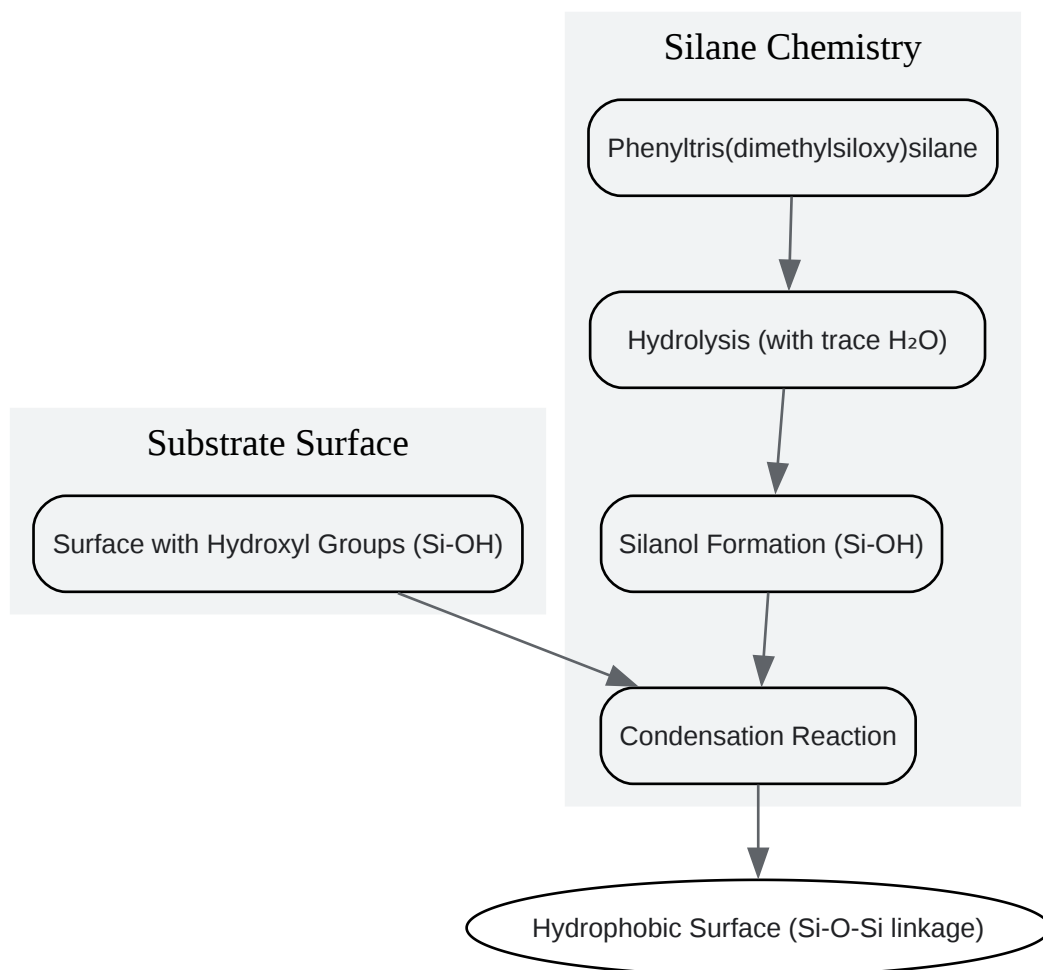 Silane Chemistry
Phenyltris(dimethylsiloxy)silane
Hydrolysis (with trace H₂O)
Substrate Surface
Surface with Hydroxyl Groups (Si-OH)
Silanol Formation (Si-OH)
Condensation Reaction
Hydrophobic Surface (Si-O-Si linkage)